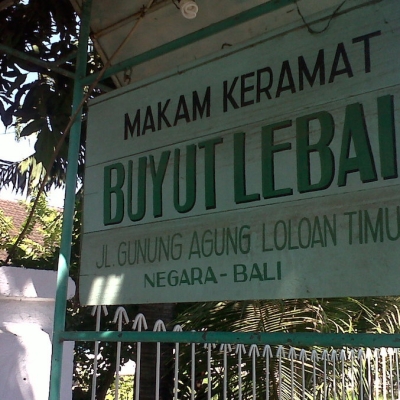 MAKAM KERAMAT
BUYUT LEBAI
JL. GUNUNG AGUNG LOLOAN TIMU
NEGARA - BALI